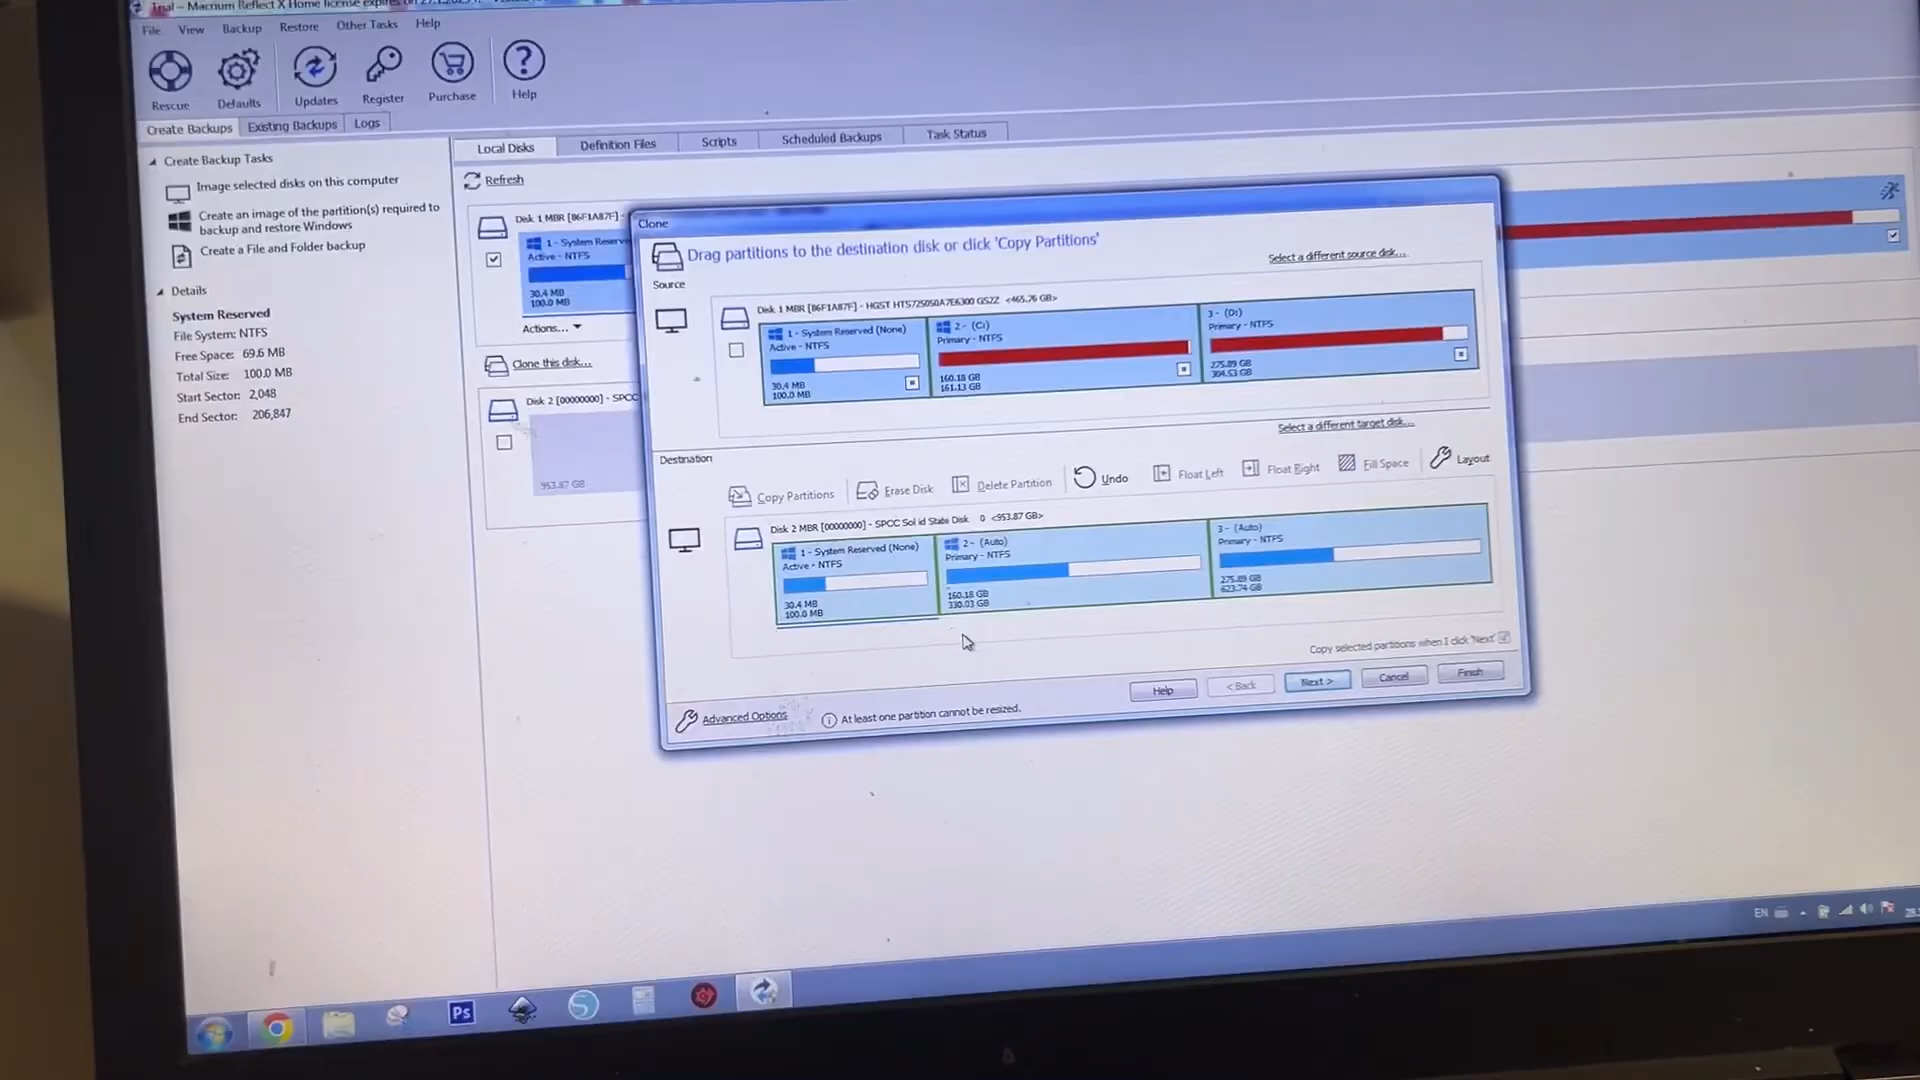 Trial - Macrium Reflect X Home license expires on
File View Backup Restore Other Tasks Help
Rescue Defaults Updates Register Purchase Help
Create Backups Existing Backups Logs
Create Backup Tasks
Image selected disks on this computer
Create an image of the partition(s) required to
backup and restore Windows
Create a File and Folder backup
Details
System Reserved
File System: NTFS
Free Space: 69.6 MB
Total Size: 100.0 MB
Start Sector: 2,048
End Sector: 206,847
Local Disks Definition Files Scripts Scheduled Backups Task Status
Refresh
Disk 1 MBR [86F1A87F] -
1 - System Reserve
Active - NTFS
30.4 MB
100.0 MB
Actions...
Clone this disk...
Disk 2 [00000000] - SPCC
953.87 GB
Clone
Drag partitions to the destination disk or click 'Copy Partitions'
Select a different source disk...
Source
Disk 1 MBR [86F1A87F] - HGST HTS725050A7E6300 GS2Z <465.76 GB>
1 - System Reserved (None)
Active - NTFS
30.4 MB
100.0 MB
2 - (C:)
Primary - NTFS
160.18 GB
161.13 GB
3 - (D:)
Primary - NTFS
275.89 GB
304.53 GB
Select a different target disk...
Destination
Copy Partitions Erase Disk Delete Partition Undo Float Left Float Right Fill Space Layout
Disk 2 MBR [00000000] - SPCC Sol id State Disk 0 <953.87 GB>
1 - System Reserved (None)
Active - NTFS
30.4 MB
100.0 MB
2 - (Auto)
Primary - NTFS
160.18 GB
330.03 GB
3 - (Auto)
Primary - NTFS
275.89 GB
623.74 GB
Copy selected partitions when I click 'Next'
Help < Back Next > Cancel Finish
Advanced Options
At least one partition cannot be resized.
EN
Ps